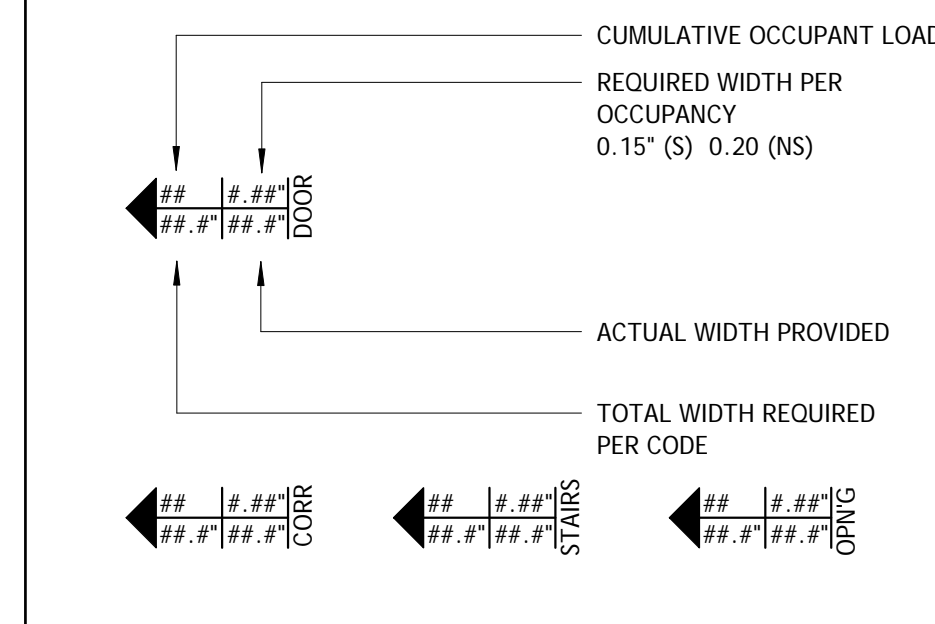 CUMULATIVE OCCUPANT LOAD
REQUIRED WIDTH PER
OCCUPANCY
0.15" (S) 0.20 (NS)
## #.##" DOOR
##.#" ##.#"
ACTUAL WIDTH PROVIDED
TOTAL WIDTH REQUIRED
PER CODE
## #.##" CORR
##.#" ##.#"
## #.##" STAIRS
##.#" ##.#"
## #.##" OPN'G
##.#" ##.#"